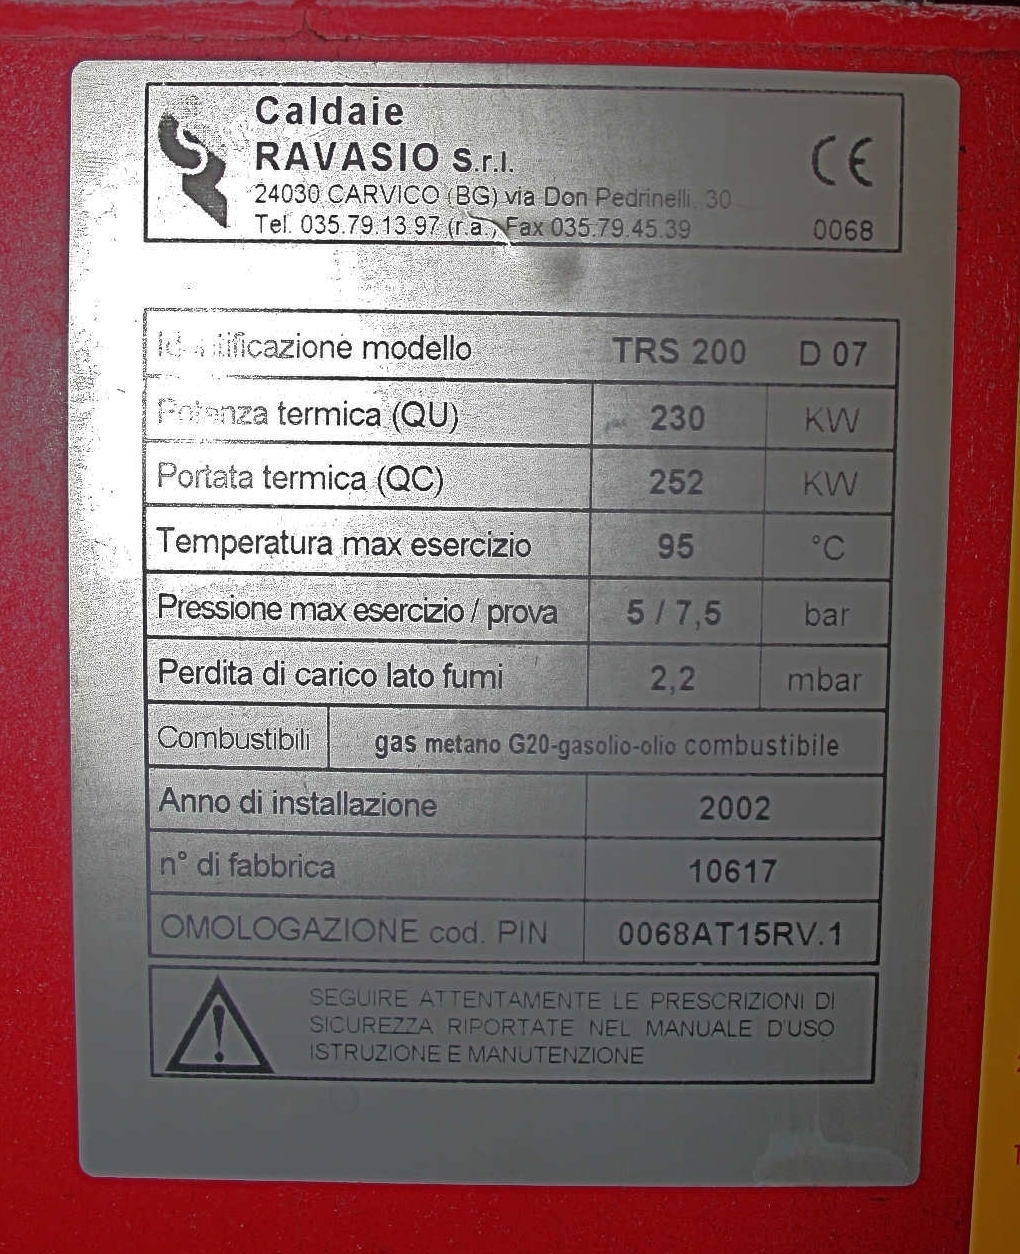 Caldaie
RAVASIO S.r.l.
24030 CARVICO (BG) via Don Pedrinelli, 30
Tel. 035.79.13.97 (r.a.) Fax 035.79.45.39
CE
0068
Identificazione modello TRS 200 D 07
Potenza termica (QU) 230 KW
Portata termica (QC) 252 KW
Temperatura max esercizio 95 °C
Pressione max esercizio / prova 5 / 7,5 bar
Perdita di carico lato fumi 2,2 mbar
Combustibili gas metano G20-gasolio-olio combustibile
Anno di installazione 2002
n° di fabbrica 10617
OMOLOGAZIONE cod. PIN 0068AT15RV.1
SEGUIRE ATTENTAMENTE LE PRESCRIZIONI DI
SICUREZZA RIPORTATE NEL MANUALE D'USO
ISTRUZIONE E MANUTENZIONE